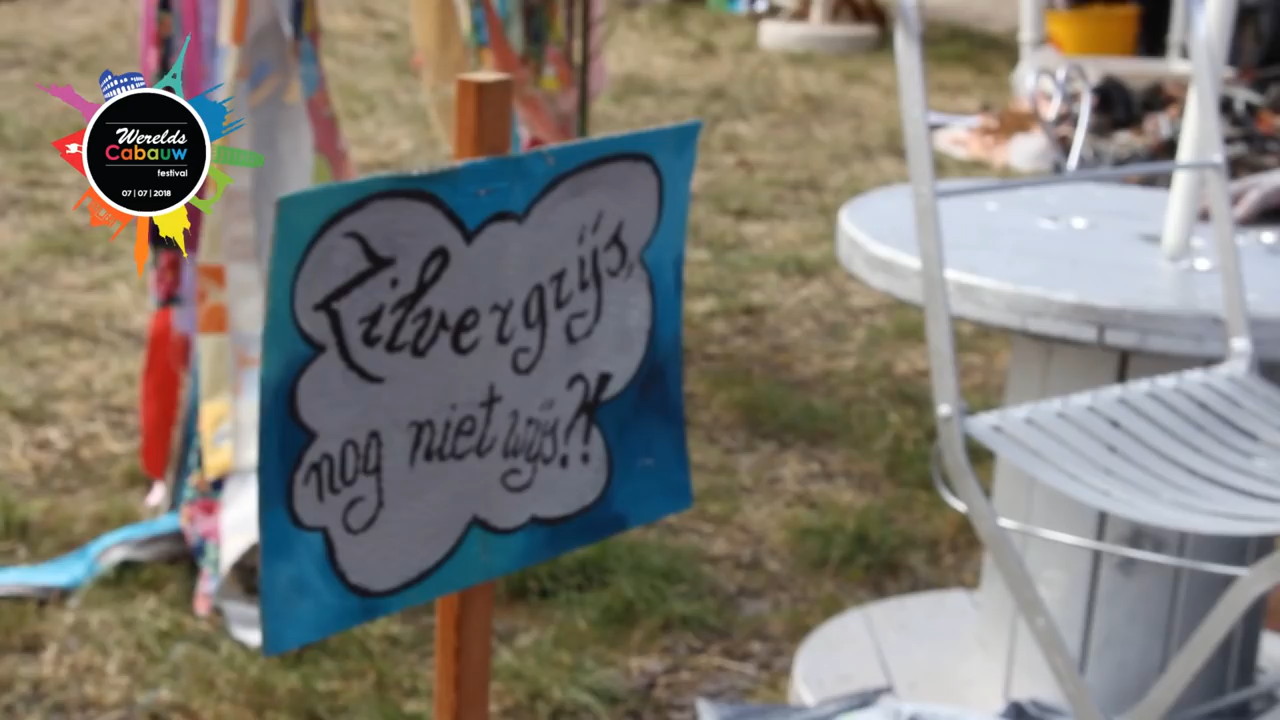 Werelds
Cabauw
festival
07 | 07 | 2018
Zilvergrijs,
nog niet wijs?!